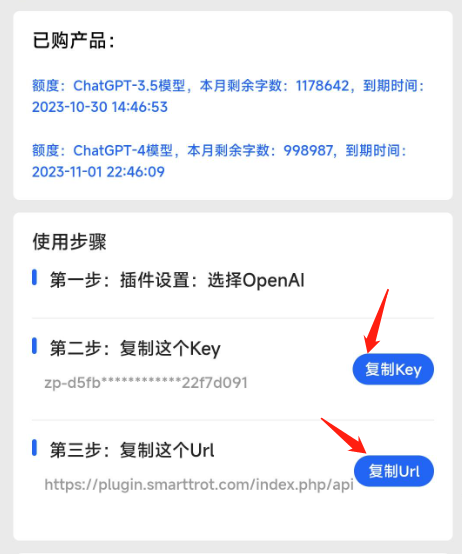 已购产品：
额度：ChatGPT-3.5模型，本月剩余字数：1178642，到期时间：
2023-10-30 14:46:53
额度：ChatGPT-4模型，本月剩余字数：998987，到期时间：
2023-11-01 22:46:09
使用步骤
第一步：插件设置：选择OpenAI
第二步：复制这个Key
zp-d5fb************22f7d091
复制Key
第三步：复制这个Url
https://plugin.smarttrot.com/index.php/api
复制Url